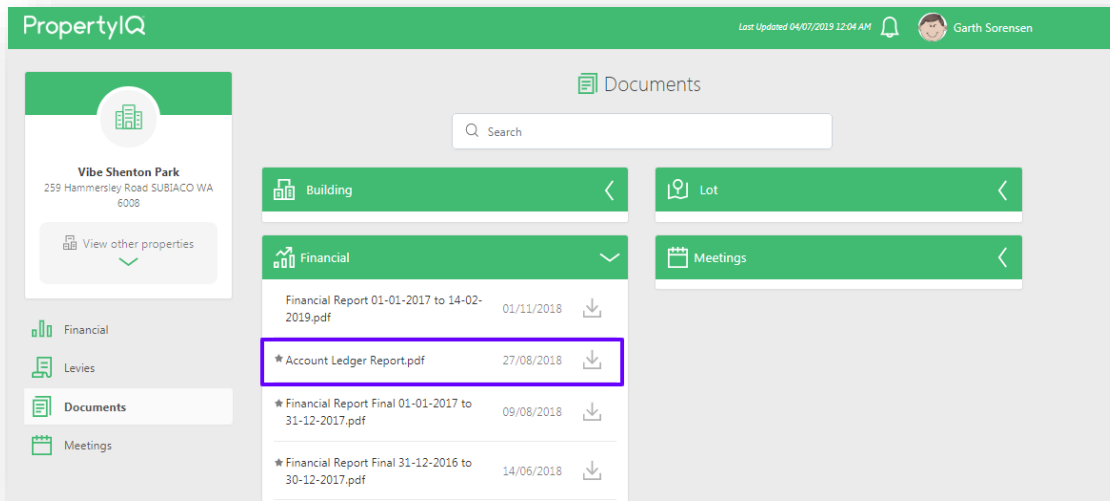 PropertyIQ
Last Updated 04/07/2019 12:04 AM
Garth Sorensen
Vibe Shenton Park
259 Hammersley Road SUBIACO WA
6008
View other properties
Financial
Levies
Documents
Meetings
Documents
Search
Building
Lot
Financial
Meetings
Financial Report 01-01-2017 to 14-02-
2019.pdf
01/11/2018
Account Ledger Report.pdf
27/08/2018
Financial Report Final 01-01-2017 to
31-12-2017.pdf
09/08/2018
Financial Report Final 31-12-2016 to
30-12-2017.pdf
14/06/2018